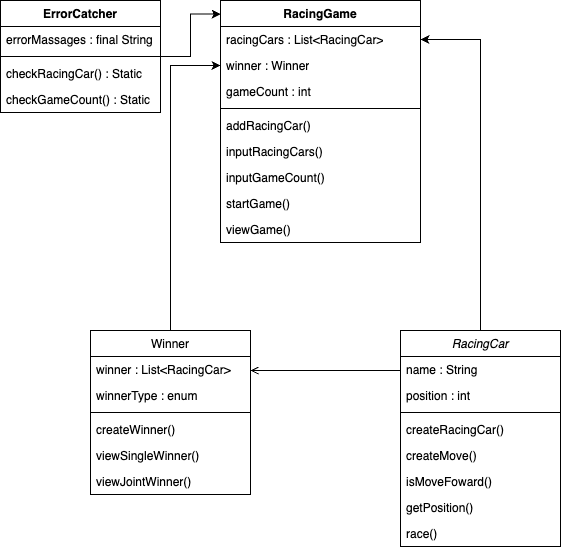 ErrorCatcher
errorMassages : final String
checkRacingCar() : Static
checkGameCount() : Static
RacingGame
racingCars : List<RacingCar>
winner : Winner
gameCount : int
addRacingCar()
inputRacingCars()
inputGameCount()
startGame()
viewGame()
Winner
winner : List<RacingCar>
winnerType : enum
createWinner()
viewSingleWinner()
viewJointWinner()
RacingCar
name : String
position : int
createRacingCar()
createMove()
isMoveFoward()
getPosition()
race()